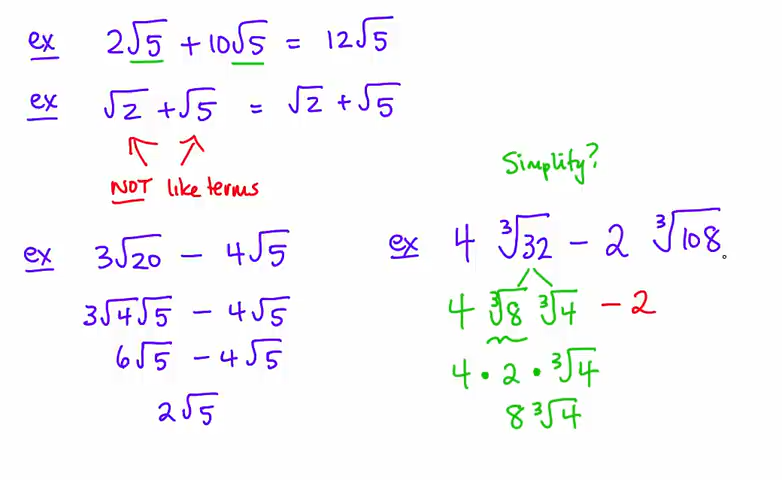 ex 2√5 + 10√5 = 12√5
ex √2 + √5 = √2 + √5
NOT like terms
ex 3√20 − 4√5
3√4√5 − 4√5
6√5 − 4√5
2√5
Simplify?
ex 4 ∛32 − 2 ∛108
4 ∛8 ∛4 − 2
4 • 2 • ∛4
8∛4